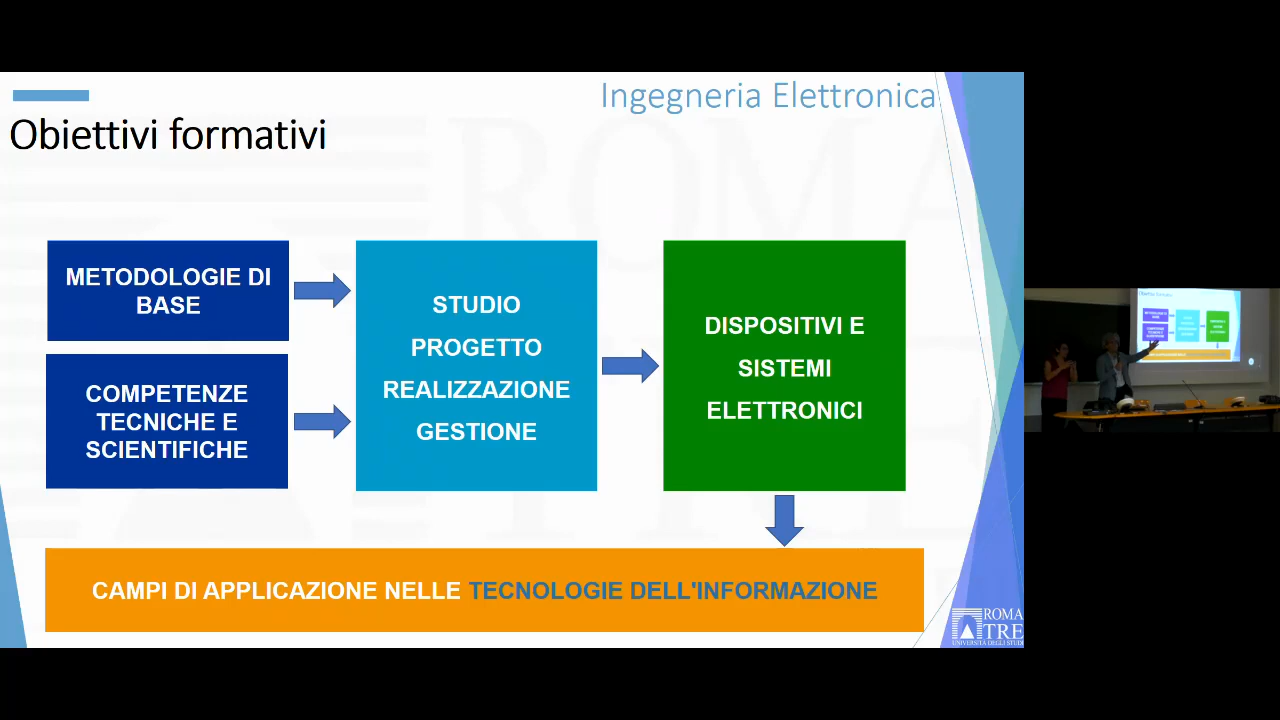 Ingegneria Elettronica
Obiettivi formativi
METODOLOGIE DI
BASE
COMPETENZE
TECNICHE E
SCIENTIFICHE
STUDIO
PROGETTO
REALIZZAZIONE
GESTIONE
DISPOSITIVI E
SISTEMI
ELETTRONICI
CAMPI DI APPLICAZIONE NELLE TECNOLOGIE DELL'INFORMAZIONE
ROMA
TRE
UNIVERSITÀ DEGLI STUDI